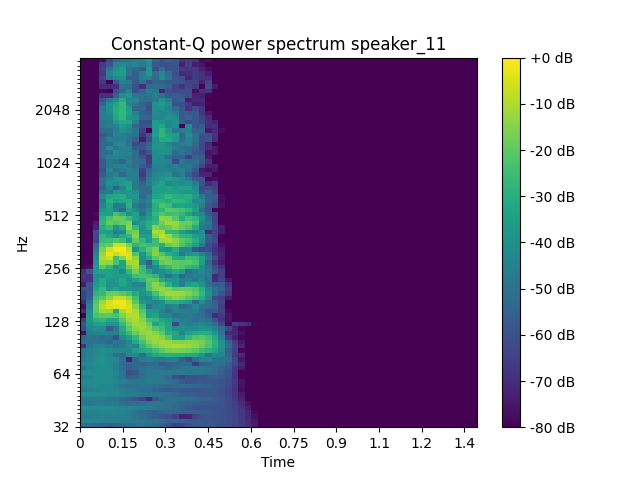 Constant-Q power spectrum speaker_11
Hz
2048
1024
512
256
128
64
32
0 0.15 0.3 0.45 0.6 0.75 0.9 1.1 1.2 1.4
Time
+0 dB
-10 dB
-20 dB
-30 dB
-40 dB
-50 dB
-60 dB
-70 dB
-80 dB